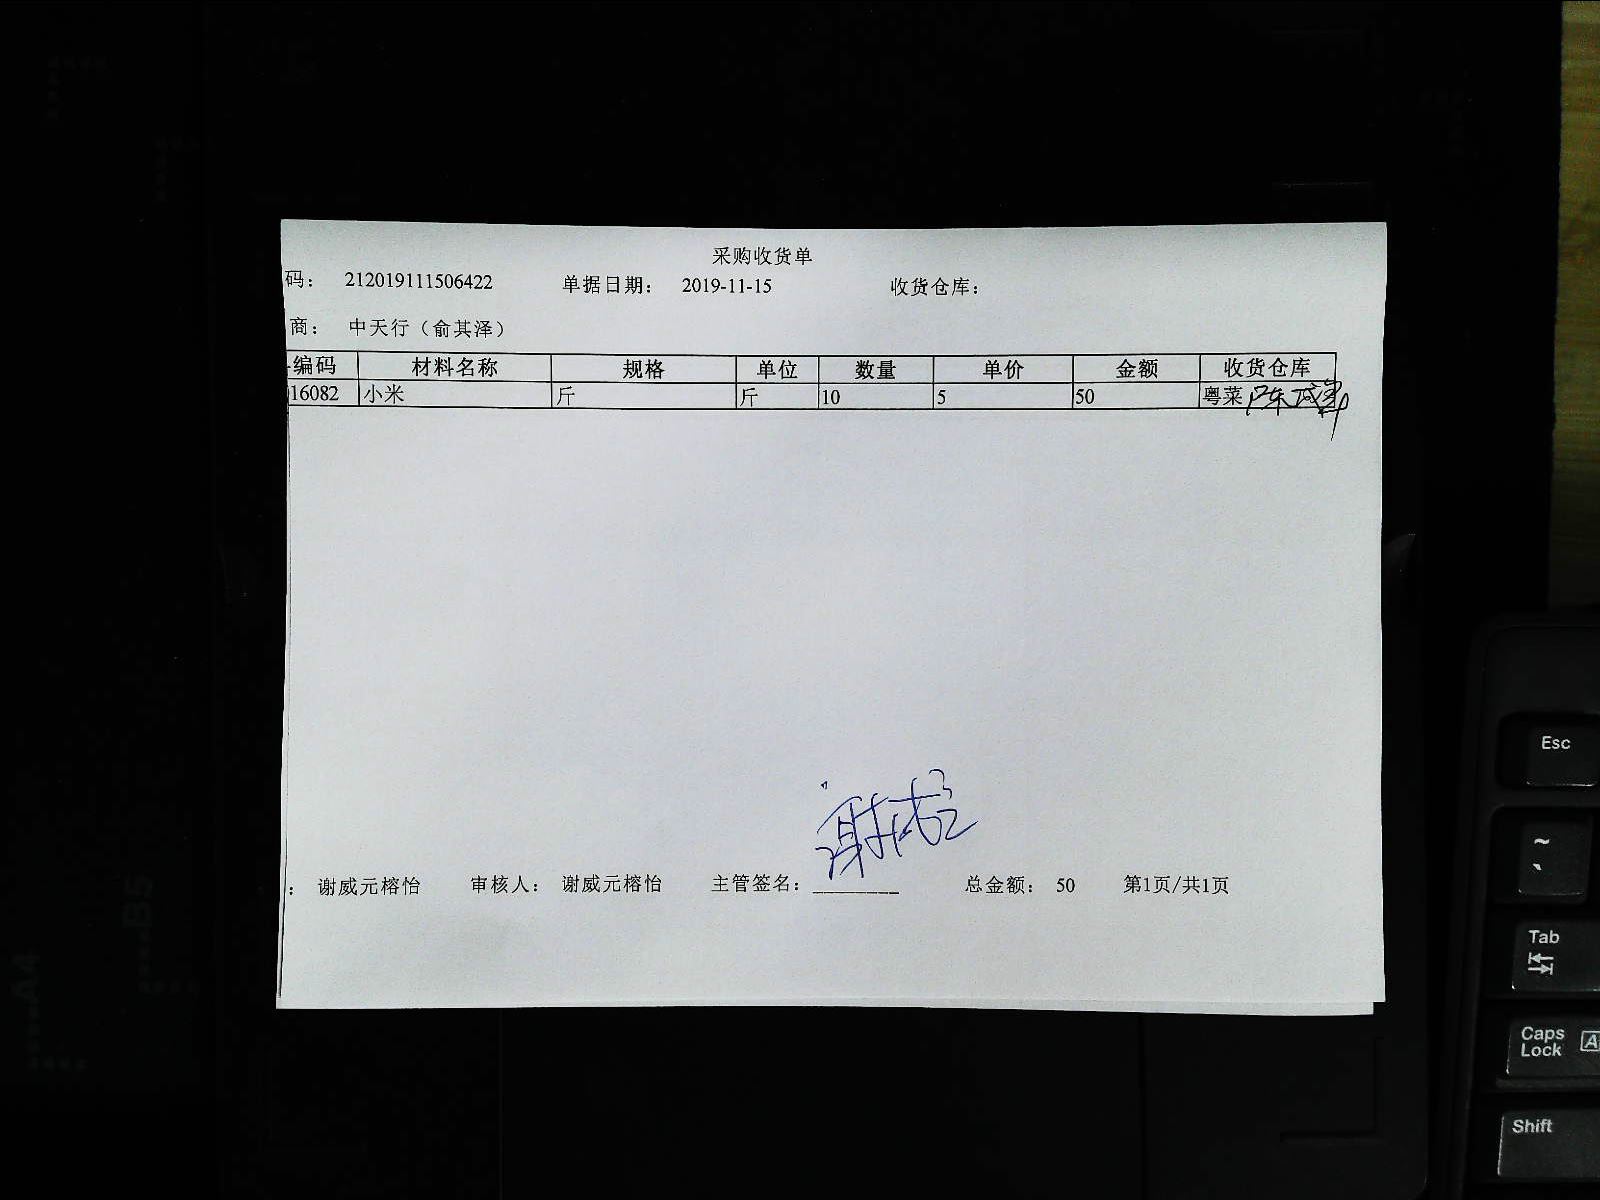 采购收货单
码： 212019111506422 单据日期： 2019-11-15 收货仓库：
商： 中天行（俞其泽）
编码 材料名称 规格 单位 数量 单价 金额 收货仓库
16082 小米 斤 斤 10 5 50 粤菜
： 谢威元榕怡 审核人： 谢威元榕怡 主管签名： 总金额： 50 第1页/共1页
Esc
~
Tab
Caps Lock A
Shift
B5
A4